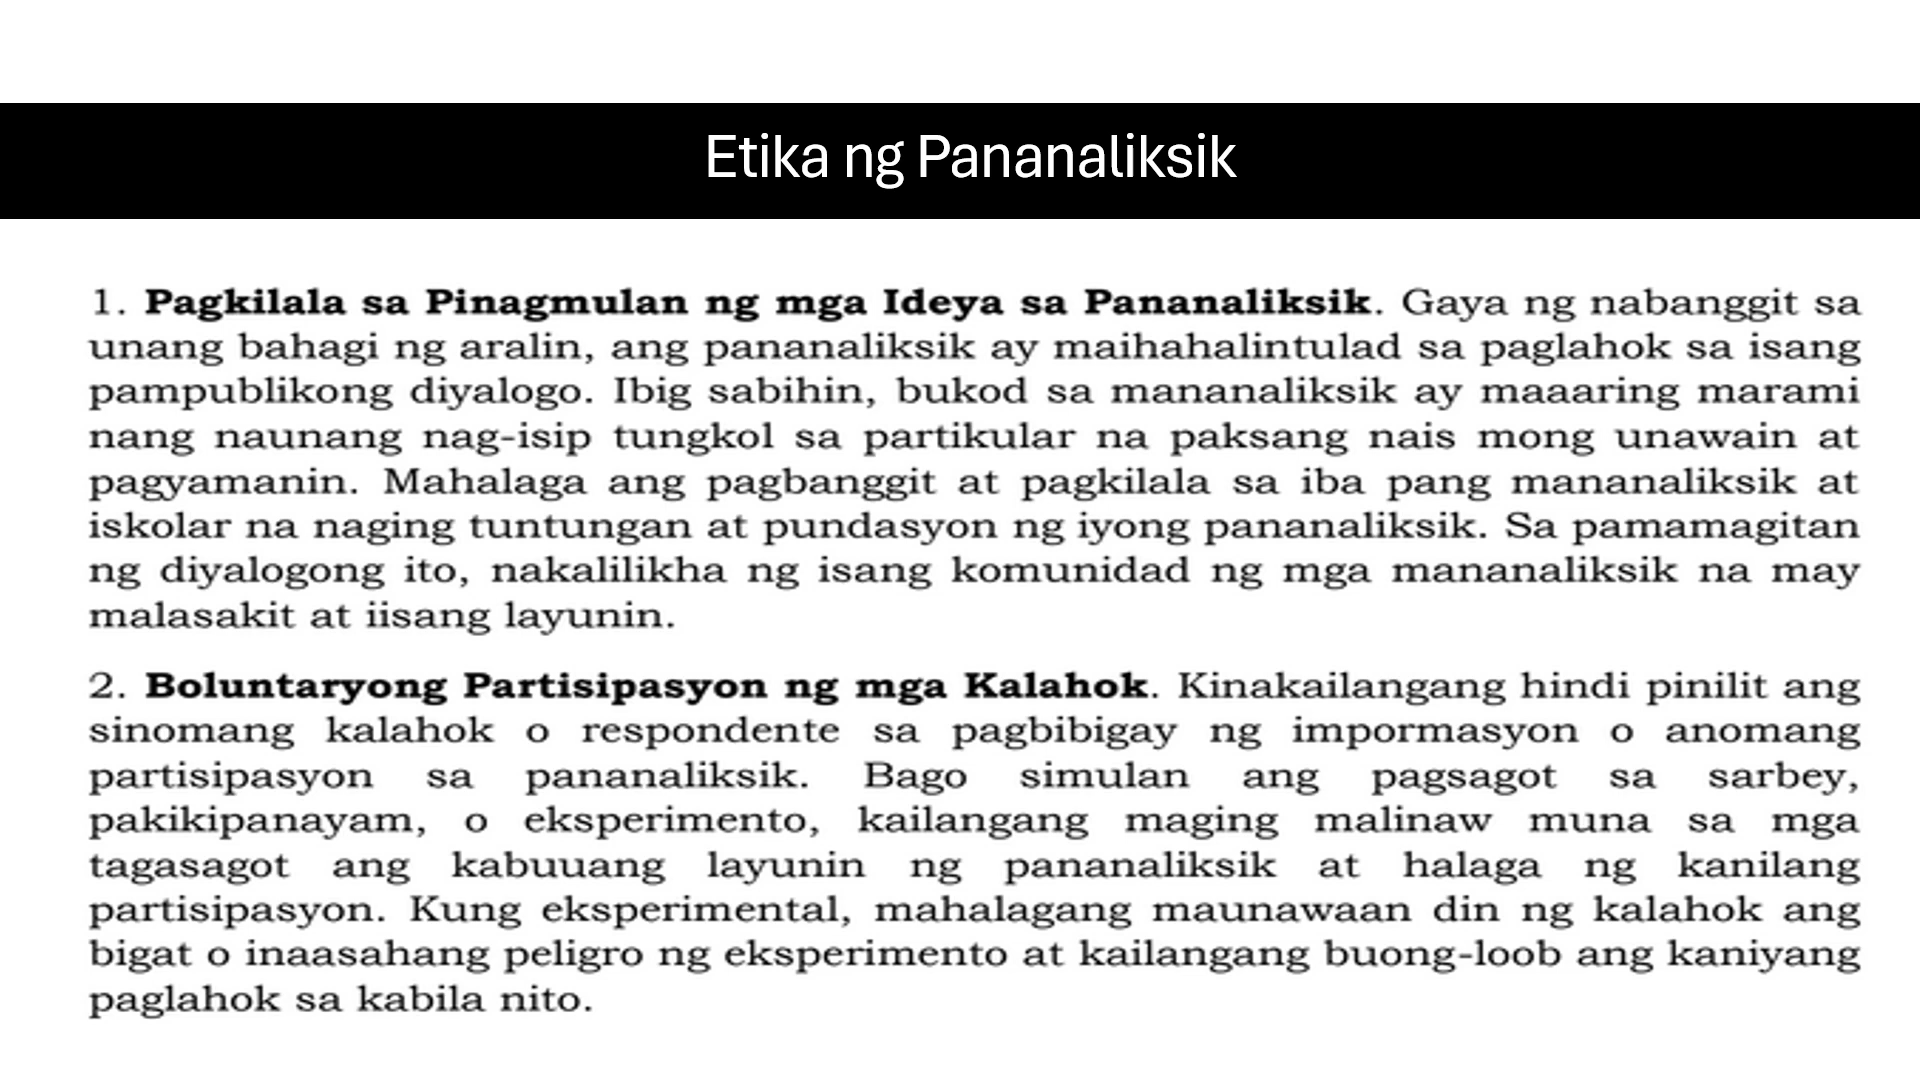 Etika ng Pananaliksik
1. Pagkilala sa Pinagmulan ng mga Ideya sa Pananaliksik. Gaya ng nabanggit sa
unang bahagi ng aralin, ang pananaliksik ay maihahalintulad sa paglahok sa isang
pampublikong diyalogo. Ibig sabihin, bukod sa mananaliksik ay maaaring marami
nang naunang nag-isip tungkol sa partikular na paksang nais mong unawain at
pagyamanin. Mahalaga ang pagbanggit at pagkilala sa iba pang mananaliksik at
iskolar na naging tuntungan at pundasyon ng iyong pananaliksik. Sa pamamagitan
ng diyalogong ito, nakalilikha ng isang komunidad ng mga mananaliksik na may
malasakit at iisang layunin.
2. Boluntaryong Partisipasyon ng mga Kalahok. Kinakailangang hindi pinilit ang
sinomang kalahok o respondente sa pagbibigay ng impormasyon o anomang
partisipasyon sa pananaliksik. Bago simulan ang pagsagot sa sarbey,
pakikipanayam, o eksperimento, kailangang maging malinaw muna sa mga
tagasagot ang kabuuang layunin ng pananaliksik at halaga ng kanilang
partisipasyon. Kung eksperimental, mahalagang maunawaan din ng kalahok ang
bigat o inaasahang peligro ng eksperimento at kailangang buong-loob ang kaniyang
paglahok sa kabila nito.